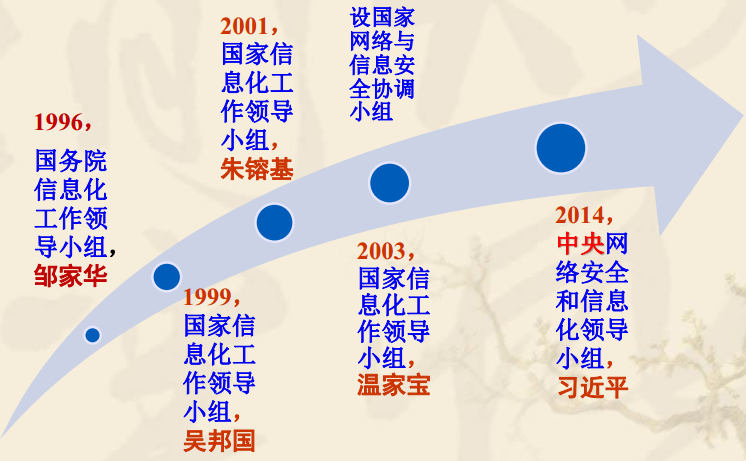 1996，
国务院
信息化
工作领
导小组，
邹家华
1999，
国家信
息化工
作领导
小组，
吴邦国
2001，
国家信
息化工
作领导
小组，
朱镕基
设国家
网络与
信息安
全协调
小组
2003，
国家信
息化工
作领导
小组，
温家宝
2014，
中央网
络安全
和信息
化领导
小组，
习近平